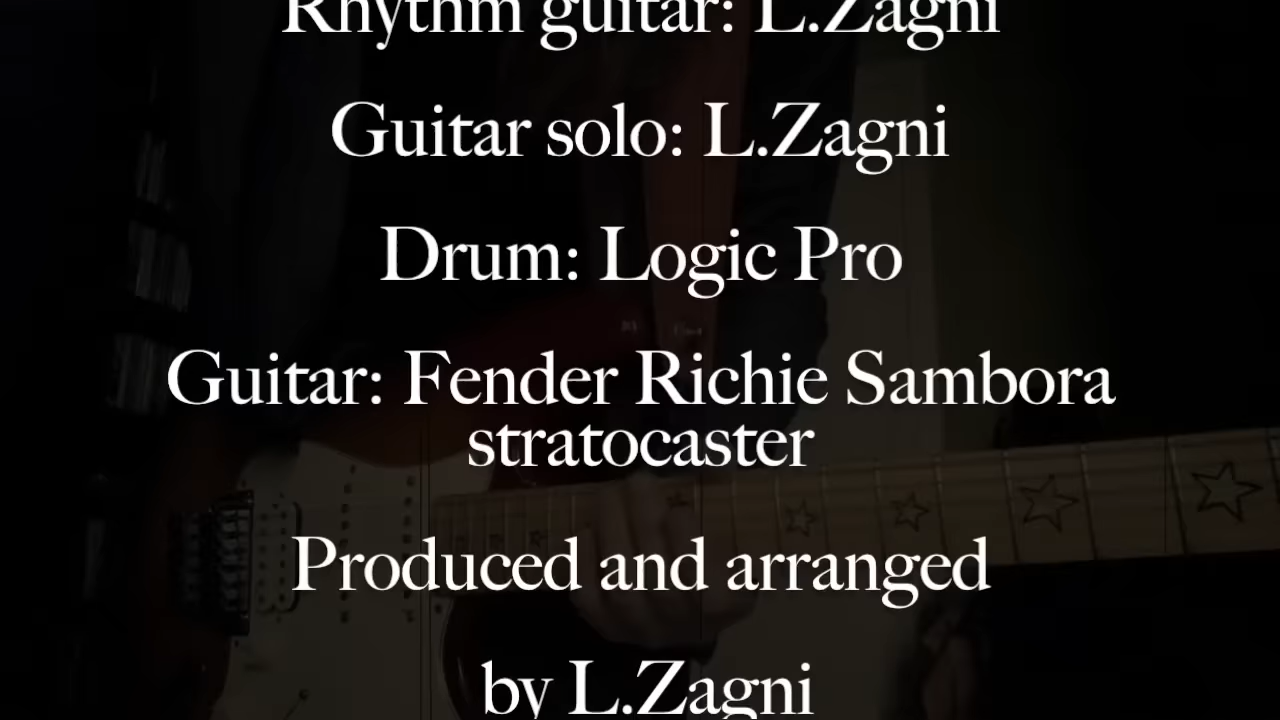 Rhythm guitar: L.Zagni
Guitar solo: L.Zagni
Drum: Logic Pro
Guitar: Fender Richie Sambora
stratocaster
Produced and arranged
by L.Zagni